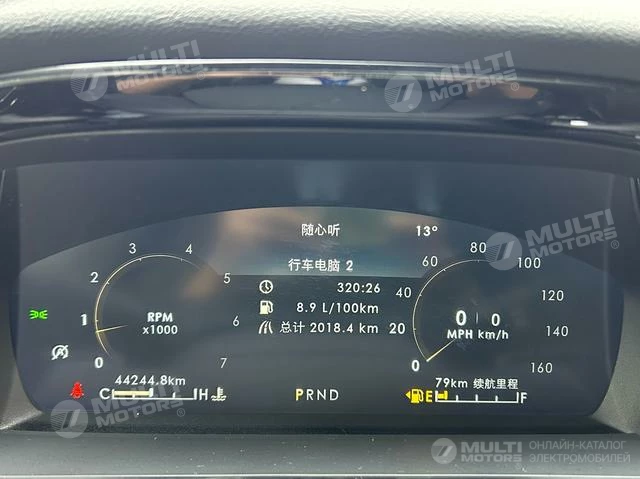 MULTI MOTORS
MULTI MOTORS
随心听 13°
行车电脑 2
320:26
8.9 L/100km
总计 2018.4 km
0 1 2 3 4 5 6 7
RPM
x1000
0 20 40 60 80 100 120 140 160
0 0
MPH km/h
44244.8km
C H
PRND
79km 续航里程
E F
MULTI MOTORS
MULTI MOTORS
MULTI MOTORS
MULTI MOTORS
ОНЛАЙН-КАТАЛОГ
ЭЛЕКТРОМОБИЛЕЙ